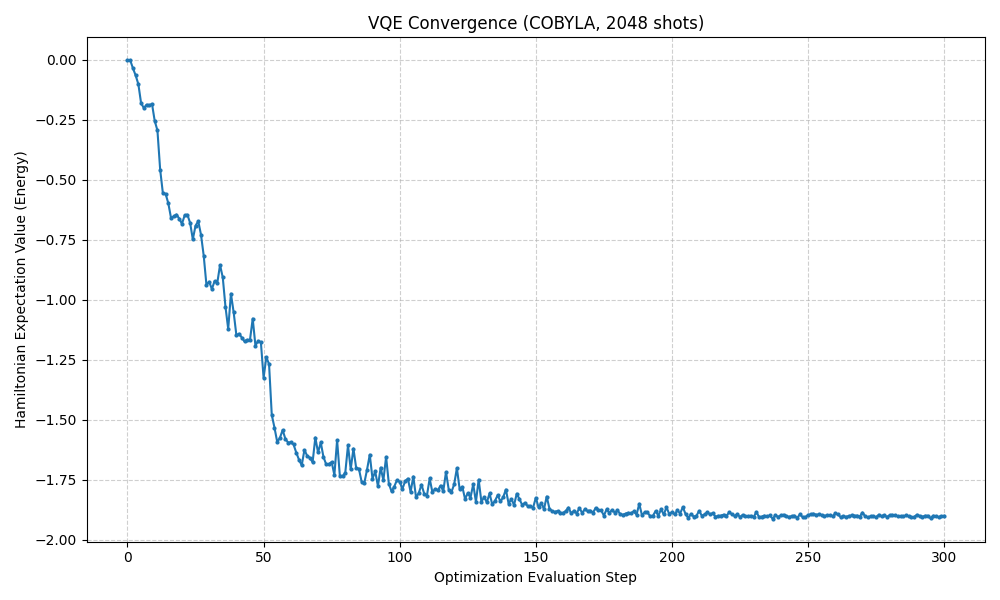 VQE Convergence (COBYLA, 2048 shots)
Hamiltonian Expectation Value (Energy)
0.00
−0.25
−0.50
−0.75
−1.00
−1.25
−1.50
−1.75
−2.00
0 50 100 150 200 250 300
Optimization Evaluation Step